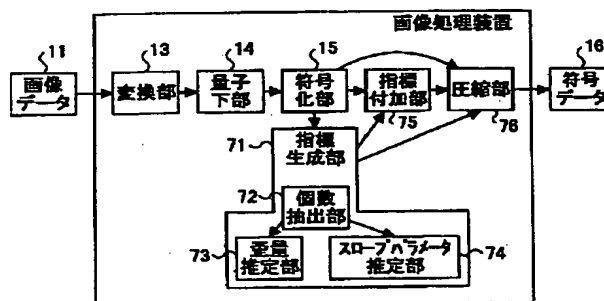 画像処理装置
11
13
14
15
16
画像
データ
変換部
量子
下部
符号
化部
指標
付加部
圧縮部
符号
データ
75
76
71
指標
生成部
72
個数
抽出部
73
歪量
推定部
スロープパラメータ
推定部
74